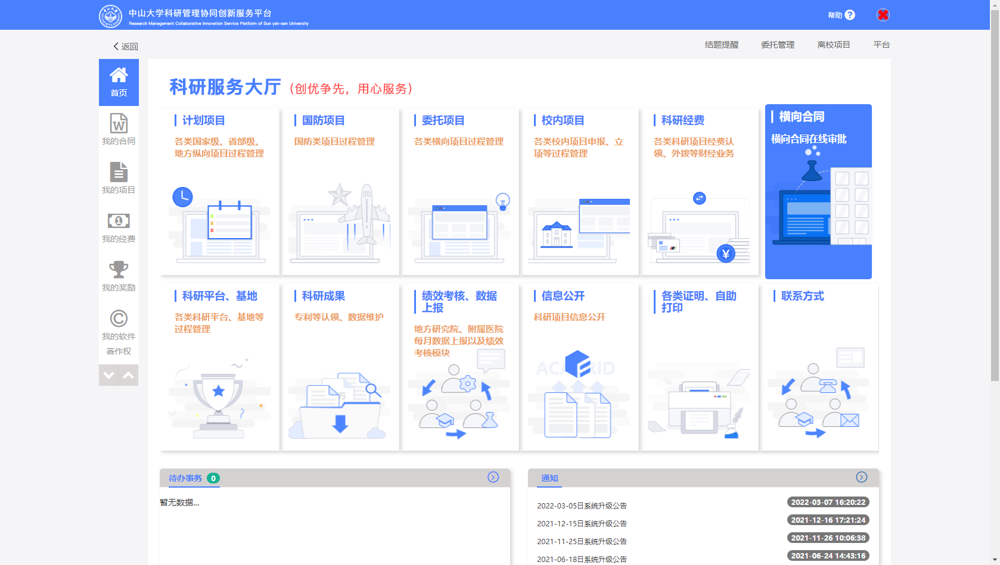 中山大学科研管理协同创新服务平台
Research Management Collaborative Innovation Service Platform of Sun yat-sen University
帮助 ?
返回
结题提醒 委托管理 离校项目 平台
首页
我的合同
我的项目
我的经费
我的奖励
我的软件
著作权
科研服务大厅（创优争先，用心服务）
计划项目
各类国家级、省部级、
地方纵向项目过程管理
国防项目
国防类项目过程管理
委托项目
各类横向项目过程管理
校内项目
各类校内项目申报、立
项等过程管理
科研经费
各类科研项目经费认
领、外拨等财经业务
¥
横向合同
横向合同在线审批
科研平台、基地
各类科研平台、基地等
过程管理
科研成果
专利等认领、数据维护
绩效考核、数据
上报
地方研究院、附属医院
每月数据上报以及绩效
考核模块
信息公开
科研项目信息公开
各类证明、自助
打印
联系方式
待办事务 0
暂无数据...
通知
2022-03-05日系统升级公告 2022-03-07 16:20:22
2021-12-15日系统升级公告 2021-12-16 17:21:24
2021-11-25日系统升级公告 2021-11-26 10:06:38
2021-06-18日系统升级公告 2021-06-24 14:43:16